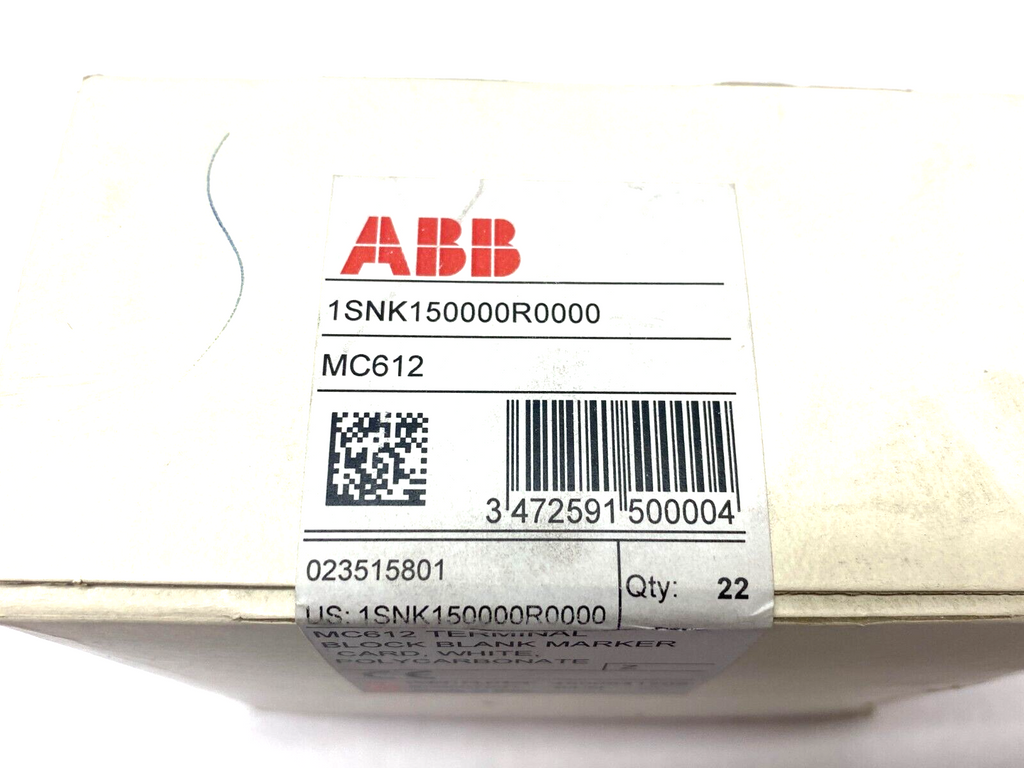 ABB
1SNK150000R0000
MC612
3 472591 500004
023515801
Qty: 22
US: 1SNK150000R0000
MC612 TERMINAL
BLOCK BLANK MARKER
CARD, WHITE,
POLYCARBONATE
CE